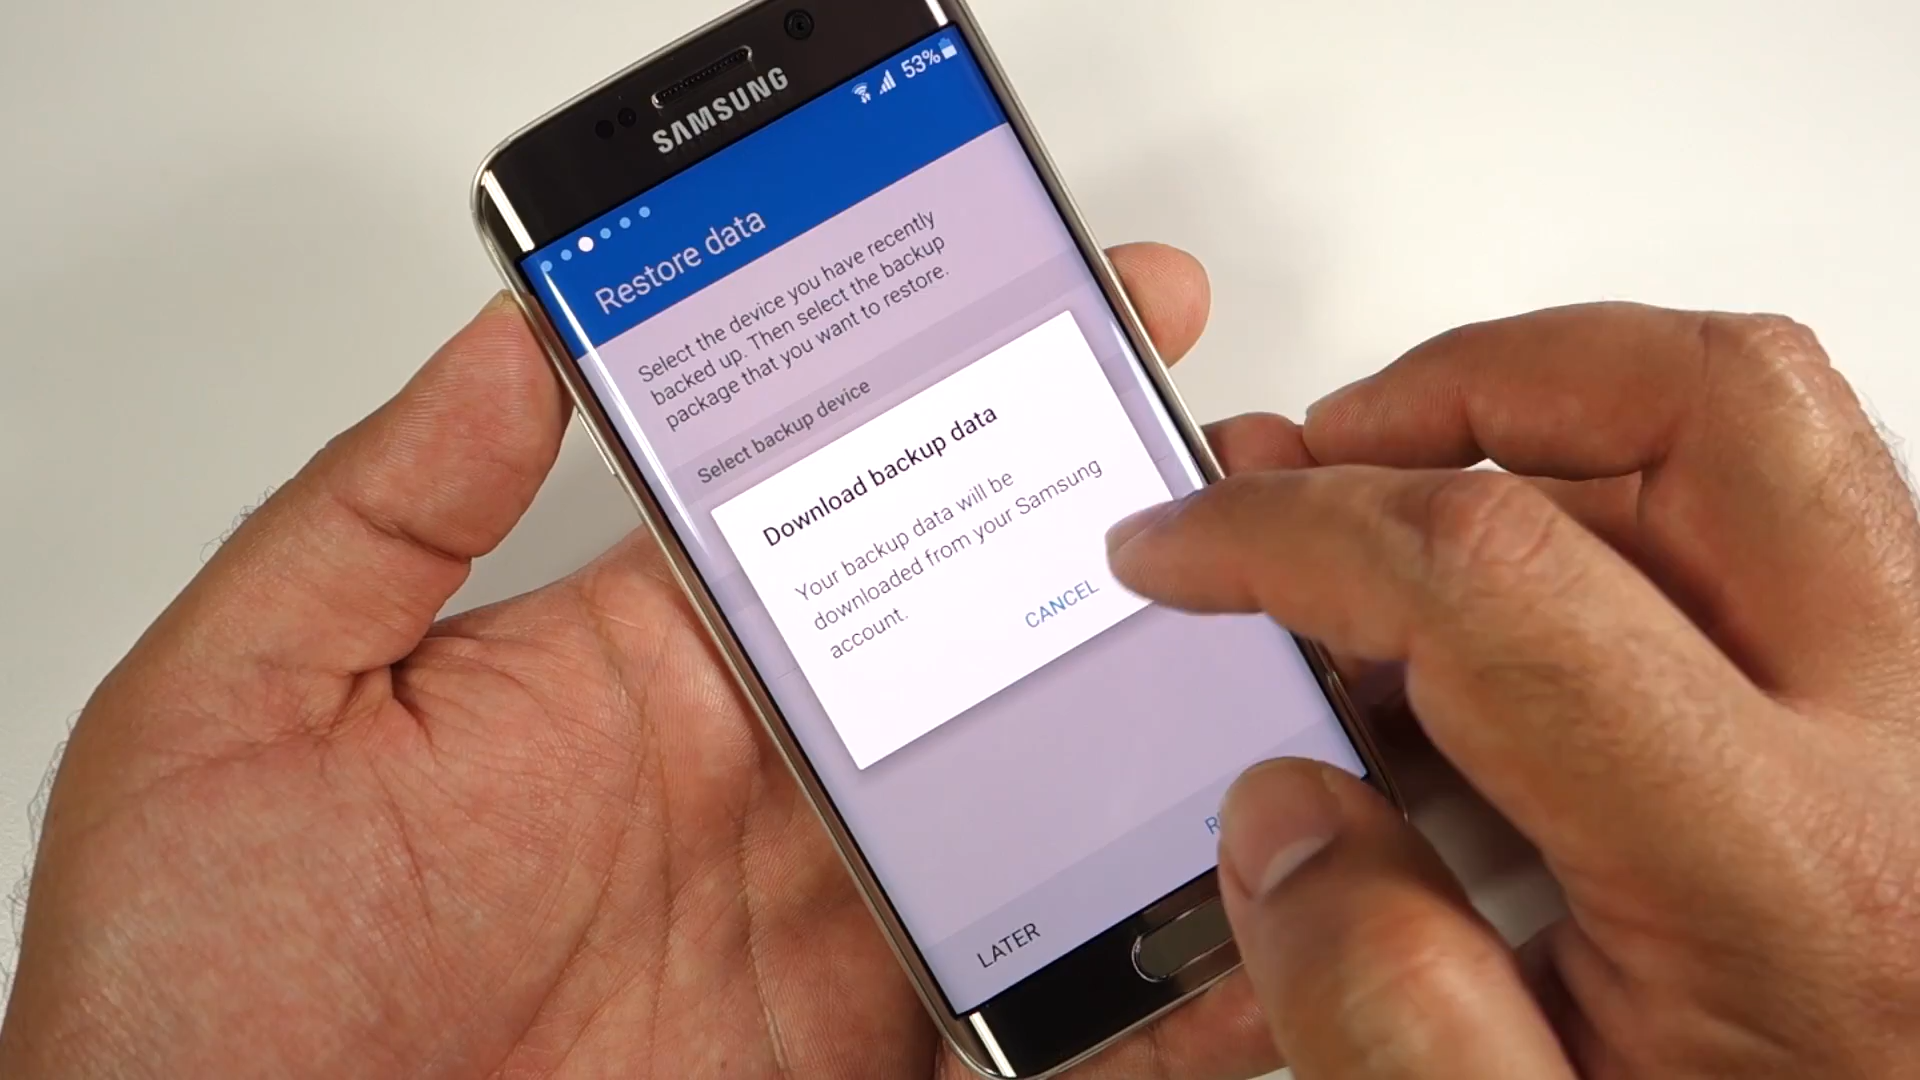 SAMSUNG
53%
Restore data
Select the device you have recently
backed up. Then select the backup
package that you want to restore.
Select backup device
Download backup data
Your backup data will be
downloaded from your Samsung
account.
CANCEL
LATER